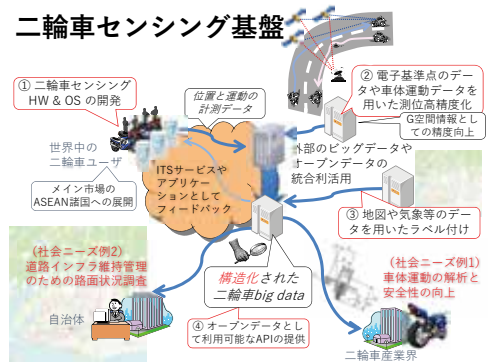 二輪車センシング基盤
① 二輪車センシング
HW & OS の開発
位置と運動の
計測データ
② 電子基準点のデー
タや車体運動データを
用いた測位高精度化
G空間情報とし
ての精度向上
世界中の
二輪車ユーザ
メイン市場の
ASEAN諸国への展開
ITSサービスや
アプリケー
ションとして
フィードバック
外部のビッグデータや
オープンデータの
統合利活用
③ 地図や気象等のデー
タを用いたラベル付け
(社会ニーズ例2)
道路インフラ維持管理
のための路面状況調査
自治体
構造化された
二輪車big data
④ オープンデータとし
て利用可能なAPIの提供
(社会ニーズ例1)
車体運動の解析と
安全性の向上
二輪車産業界